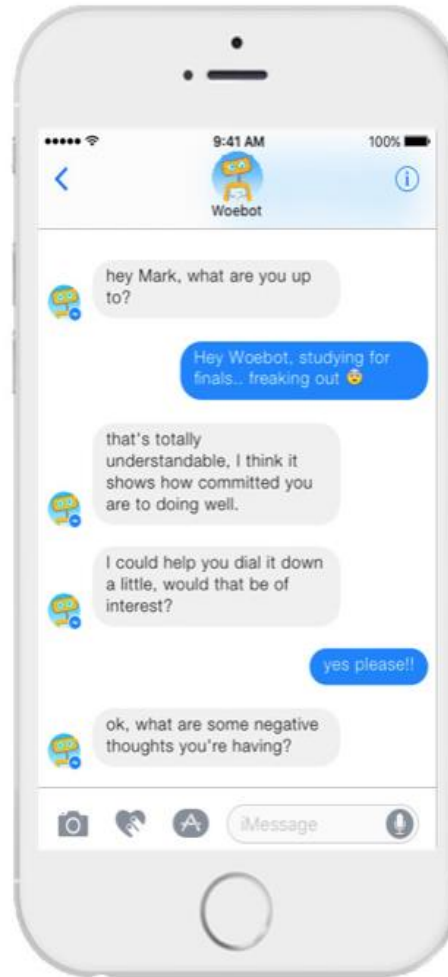 9:41 AM
100%
Woebot
hey Mark, what are you up
to?
Hey Woebot, studying for
finals.. freaking out 😨
that's totally
understandable, I think it
shows how committed you
are to doing well.
I could help you dial it down
a little, would that be of
interest?
yes please!!
ok, what are some negative
thoughts you're having?
iMessage